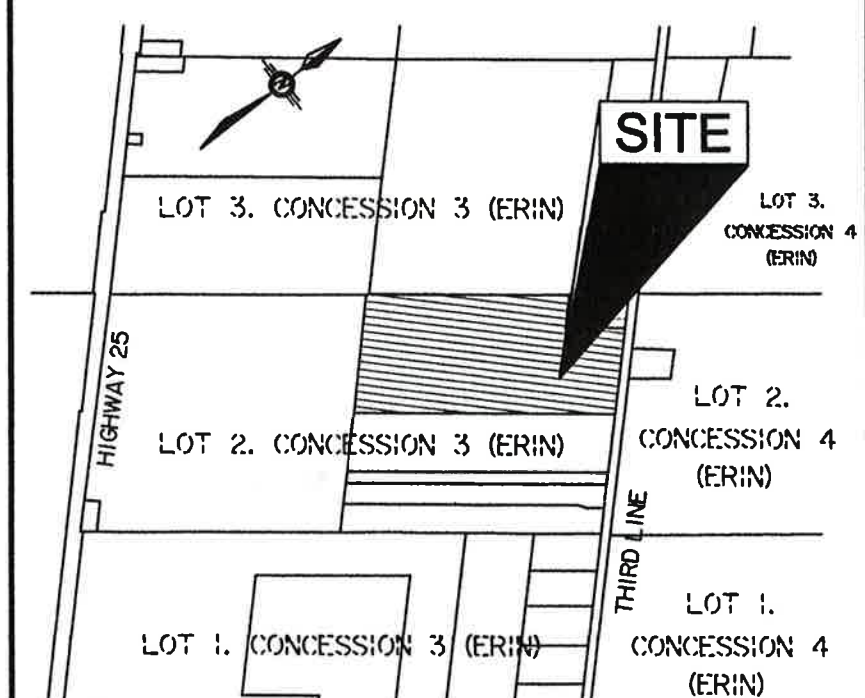 N
SITE
LOT 3. CONCESSION 3 (ERIN)
LOT 3.
CONCESSION 4
(ERIN)
HIGHWAY 25
LOT 2. CONCESSION 3 (ERIN)
LOT 2.
CONCESSION 4
(ERIN)
THIRD LINE
LOT 1. CONCESSION 3 (ERIN)
LOT 1.
CONCESSION 4
(ERIN)